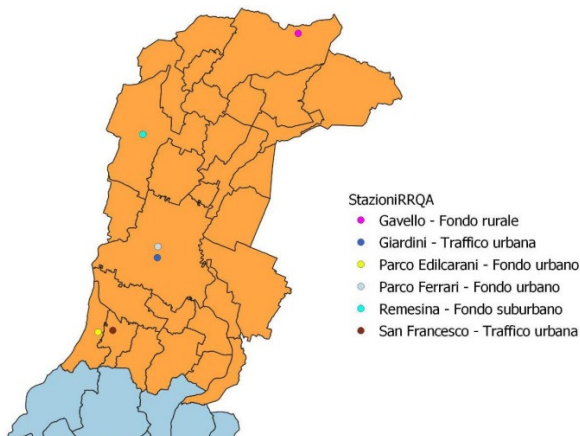 StazioniRRQA
Gavello - Fondo rurale
Giardini - Traffico urbana
Parco Edilcarani - Fondo urbano
Parco Ferrari - Fondo urbano
Remesina - Fondo suburbano
San Francesco - Traffico urbana